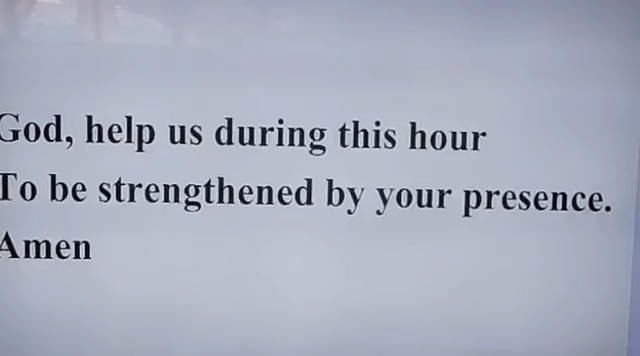 God, help us during this hour
To be strengthened by your presence.
Amen